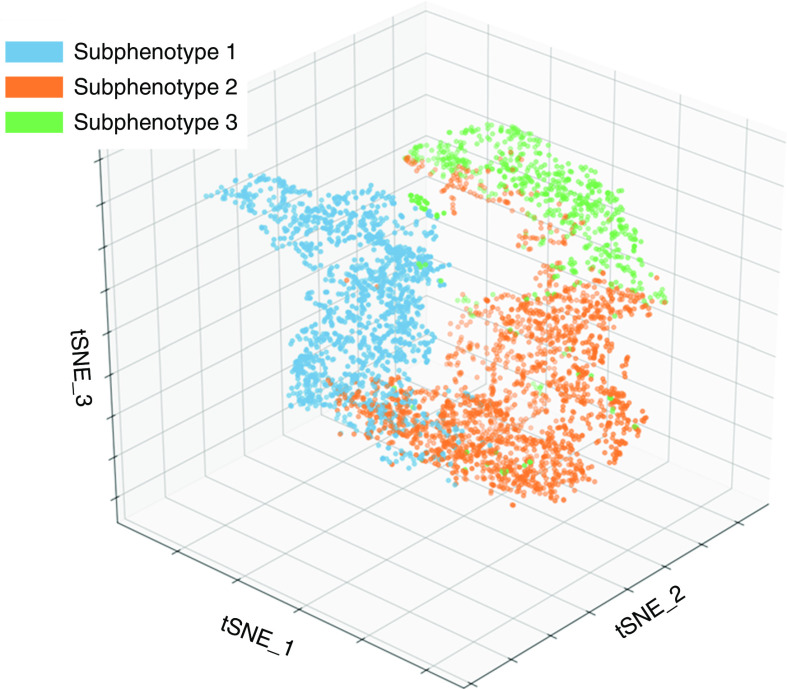 Subphenotype 1
Subphenotype 2
Subphenotype 3
tSNE_3
tSNE_1
tSNE_2